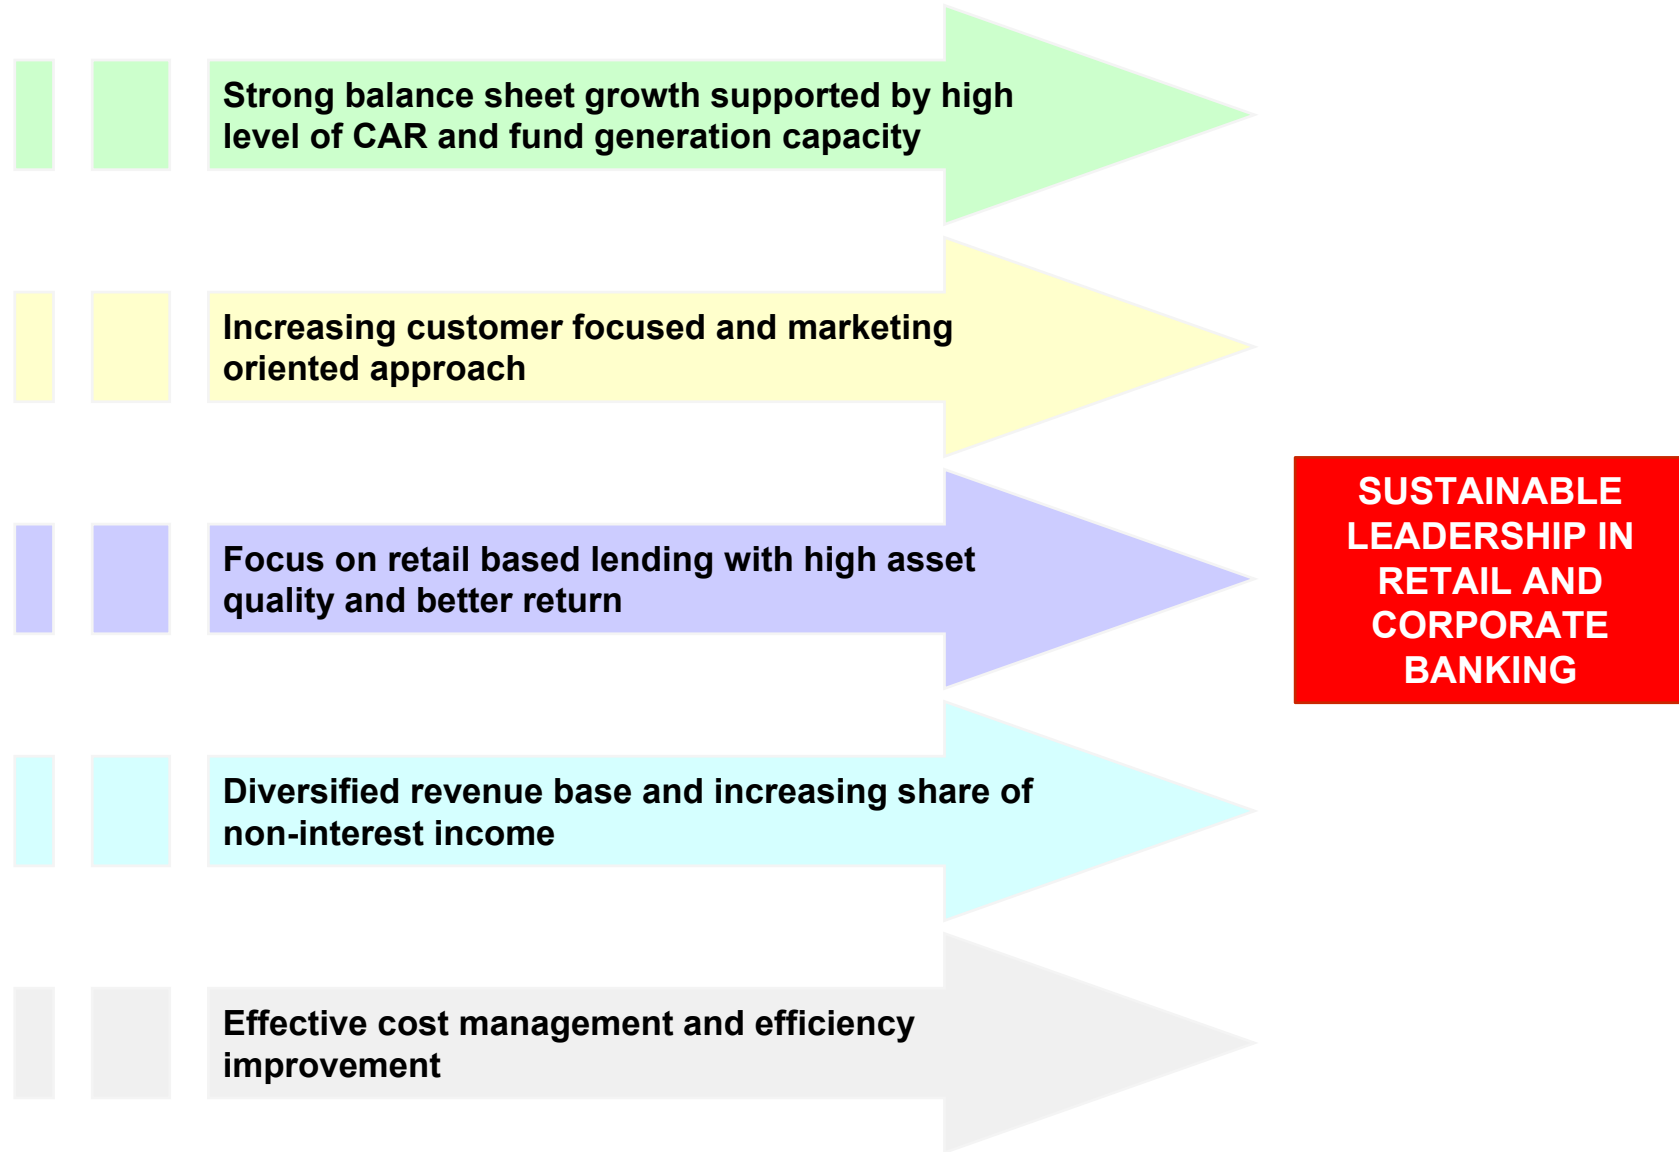 Strong balance sheet growth supported by high
level of CAR and fund generation capacity
Increasing customer focused and marketing
oriented approach
Focus on retail based lending with high asset
quality and better return
Diversified revenue base and increasing share of
non-interest income
Effective cost management and efficiency
improvement
SUSTAINABLE
LEADERSHIP IN
RETAIL AND
CORPORATE
BANKING